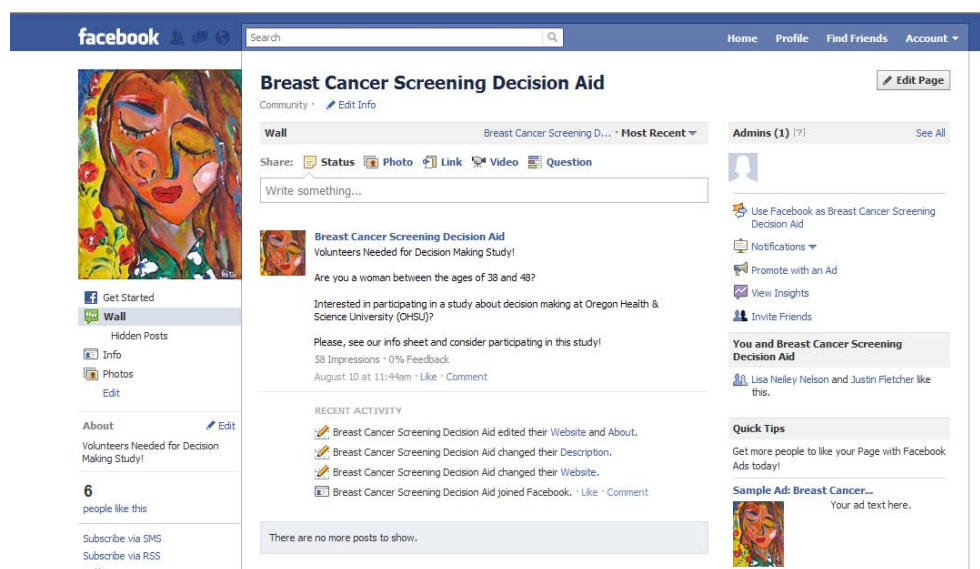 facebook
Search
Home Profile Find Friends Account
Breast Cancer Screening Decision Aid
Community · Edit Info
Edit Page
Wall
Breast Cancer Screening D... · Most Recent
Share: Status Photo Link Video Question
Write something...
Breast Cancer Screening Decision Aid
Volunteers Needed for Decision Making Study!
Are you a woman between the ages of 38 and 48?
Interested in participating in a study about decision making at Oregon Health &
Science University (OHSU)?
Please, see our info sheet and consider participating in this study!
58 Impressions · 0% Feedback
August 10 at 11:44am · Like · Comment
RECENT ACTIVITY
Breast Cancer Screening Decision Aid edited their Website and About.
Breast Cancer Screening Decision Aid changed their Description.
Breast Cancer Screening Decision Aid changed their Website.
Breast Cancer Screening Decision Aid joined Facebook. · Like · Comment
There are no more posts to show.
Get Started
Wall
Hidden Posts
Info
Photos
Edit
About Edit
Volunteers Needed for Decision
Making Study!
6
people like this
Subscribe via SMS
Subscribe via RSS
Admins (1) [?] See All
Use Facebook as Breast Cancer Screening
Decision Aid
Notifications
Promote with an Ad
View Insights
Invite Friends
You and Breast Cancer Screening
Decision Aid
Lisa Neiley Nelson and Justin Fletcher like
this.
Quick Tips
Get more people to like your Page with Facebook
Ads today!
Sample Ad: Breast Cancer...
Your ad text here.